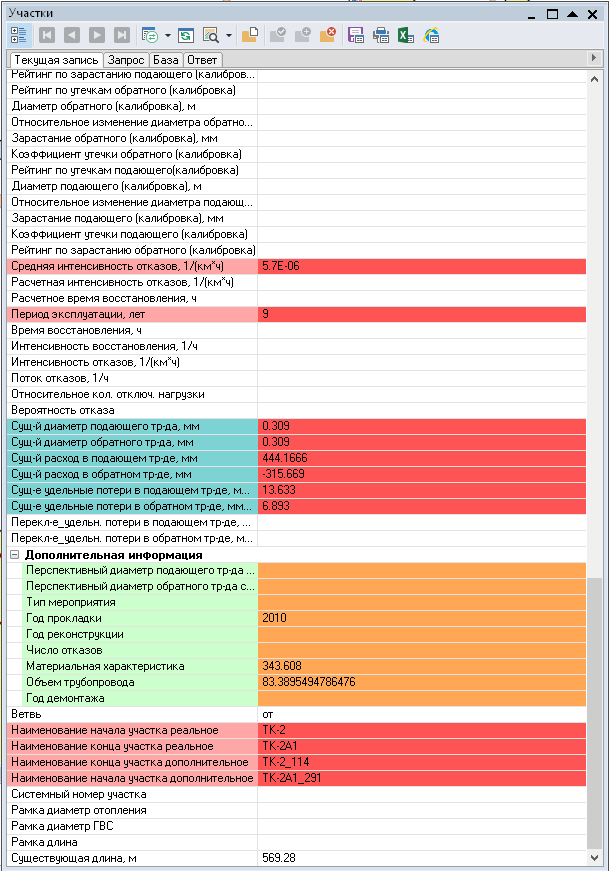 Участки
Текущая запись Запрос База Ответ
Рейтинг по зарастанию подающего (калибров...
Рейтинг по утечкам обратного (калибровка)
Диаметр обратного (калибровка), м
Относительное изменение диаметра обратно...
Зарастание обратного (калибровка), мм
Коэффициент утечки обратного (калибровка)
Рейтинг по утечкам подающего(калибровка)
Диаметр подающего (калибровка), м
Относительное изменение диаметра подающ...
Зарастание подающего (калибровка), мм
Коэффициент утечки подающего (калибровка)
Рейтинг по зарастанию обратного (калибровка)
Средняя интенсивность отказов, 1/(км*ч) 5.7E-06
Расчетная интенсивность отказов, 1/(км*ч)
Расчетное время восстановления, ч
Период эксплуатации, лет 9
Время восстановления, ч
Интенсивность восстановления, 1/ч
Интенсивность отказов, 1/(км*ч)
Поток отказов, 1/ч
Относительное кол. отключ. нагрузки
Вероятность отказа
Сущ-й диаметр подающего тр-да, мм 0.309
Сущ-й диаметр обратного тр-да, мм 0.309
Сущ-й расход в подающем тр-де, мм 444.1666
Сущ-й расход в обратном тр-де, мм -315.669
Сущ-е удельные потери в подающем тр-де, м... 13.633
Сущ-е удельные потери в обратном тр-де, мм... 6.893
Перекл-е_удельн. потери в подающем тр-де, ...
Перекл-е_удельн. потери в обратном тр-де, м...
Дополнительная информация
Перспективный диаметр подающего тр-да ...
Перспективный диаметр обратного тр-да с...
Тип мероприятия
Год прокладки 2010
Год реконструкции
Число отказов
Материальная характеристика 343.608
Объем трубопровода 83.3895494786476
Год демонтажа
Ветвь от
Наименование начала участка реальное ТК-2
Наименование конца участка реальное ТК-2А1
Наименование конца участка дополнительное ТК-2_114
Наименование начала участка дополнительное ТК-2А1_291
Системный номер участка
Рамка диаметр отопления
Рамка диаметр ГВС
Рамка длина
Существующая длина, м 569.28